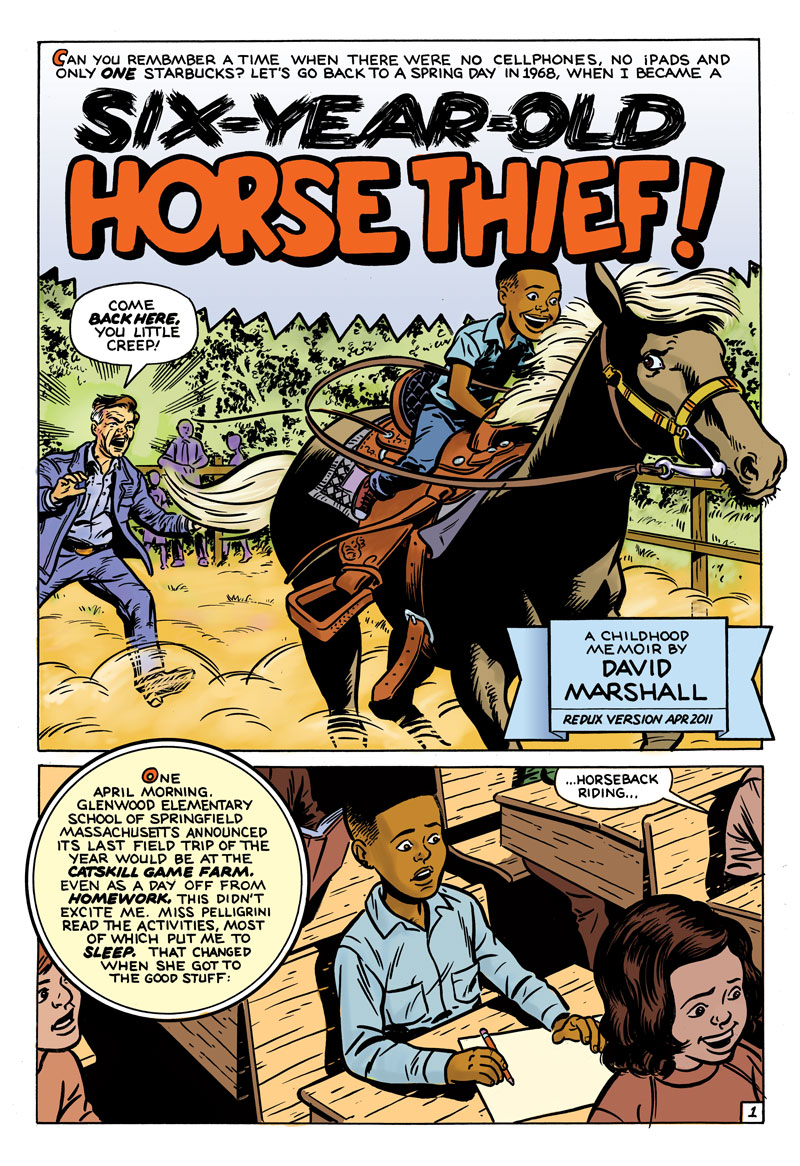 CAN YOU REMBMBER A TIME WHEN THERE WERE NO CELLPHONES, NO iPADS AND
ONLY ONE STARBUCKS? LET'S GO BACK TO A SPRING DAY IN 1968, WHEN I BECAME A
SIX-YEAR-OLD
HORSE THIEF!
COME
BACK HERE,
YOU LITTLE
CREEP!
A CHILDHOOD
MEMOIR BY
DAVID
MARSHALL
REDUX VERSION APR 2011
ONE
APRIL MORNING,
GLENWOOD ELEMENTARY
SCHOOL OF SPRINGFIELD
MASSACHUSETTS ANNOUNCED
ITS LAST FIELD TRIP OF THE
YEAR WOULD BE AT THE
CATSKILL GAME FARM.
EVEN AS A DAY OFF FROM
HOMEWORK, THIS DIDN'T
EXCITE ME. MISS PELLIGRINI
READ THE ACTIVITIES, MOST
OF WHICH PUT ME TO
SLEEP. THAT CHANGED
WHEN SHE GOT TO
THE GOOD STUFF:
...HORSEBACK
RIDING...
1